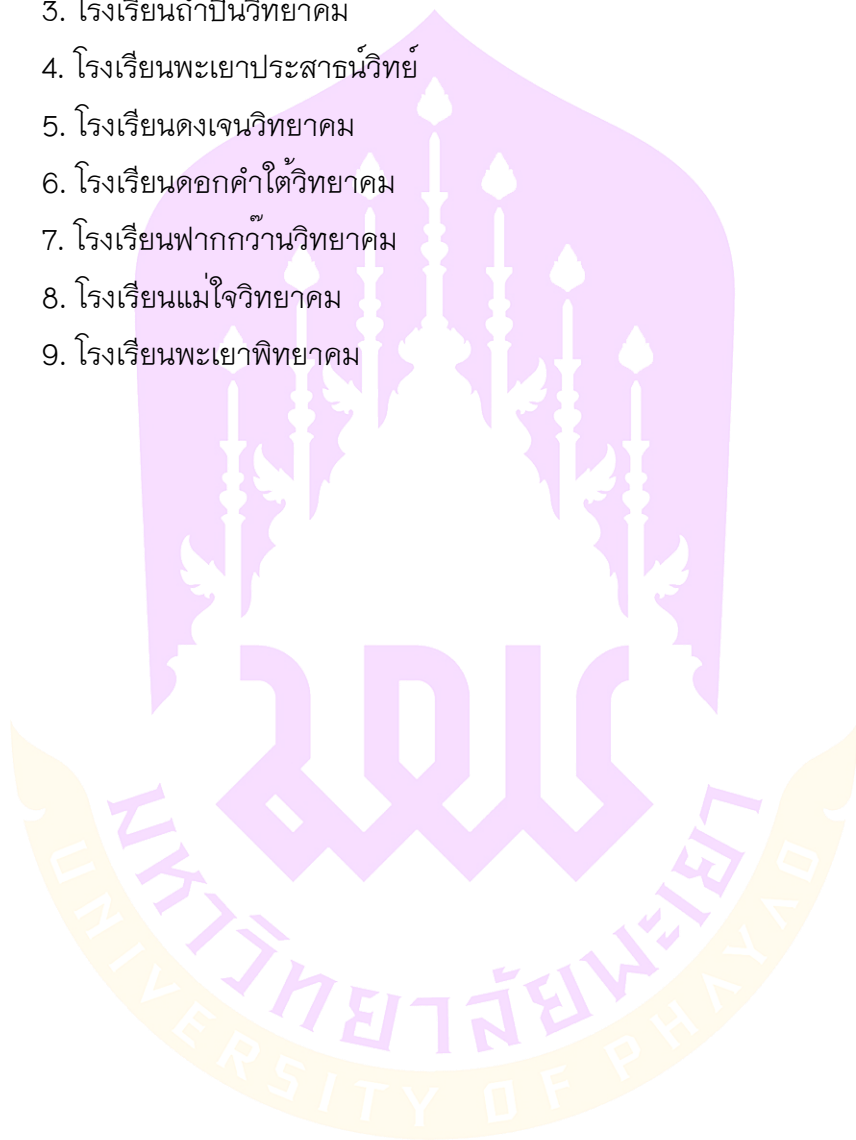 3. โรงเรียนถ้ำปินวิทยาคม
4. โรงเรียนพะเยาประสาธน์วิทย์
5. โรงเรียนดงเจนวิทยาคม
6. โรงเรียนดอกคำใต้วิทยาคม
7. โรงเรียนฟากกว๊านวิทยาคม
8. โรงเรียนแม่ใจวิทยาคม
9. โรงเรียนพะเยาพิทยาคม
มหาวิทยาลัยพะเยา
UNIVERSITY OF PHAYAO